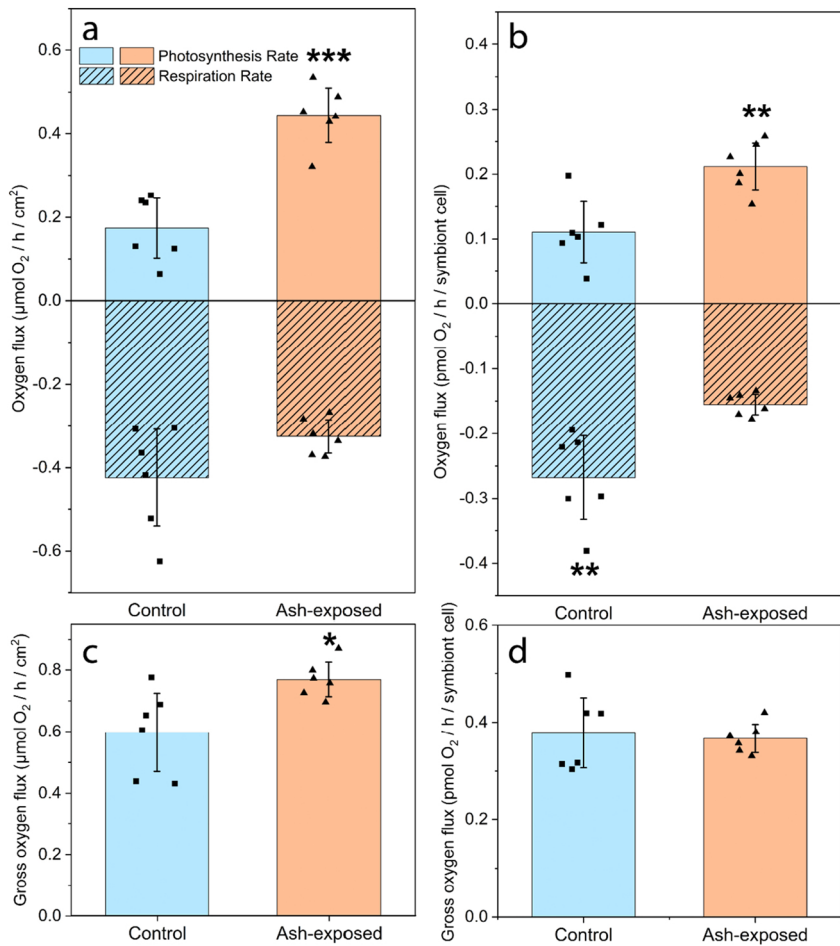 a
Photosynthesis Rate
Respiration Rate
***
0.6
0.4
0.2
0.0
-0.2
-0.4
-0.6
Oxygen flux (μmol O₂ / h / cm²)
Control
Ash-exposed
b
**
**
0.4
0.3
0.2
0.1
0.0
-0.1
-0.2
-0.3
-0.4
Oxygen flux (pmol O₂ / h / symbiont cell)
Control
Ash-exposed
c
*
0.8
0.6
0.4
0.2
0.0
Gross oxygen flux (μmol O₂ / h / cm²)
Control
Ash-exposed
d
0.6
0.4
0.2
0.0
Gross oxygen flux (pmol O₂ / h / symbiont cell)
Control
Ash-exposed